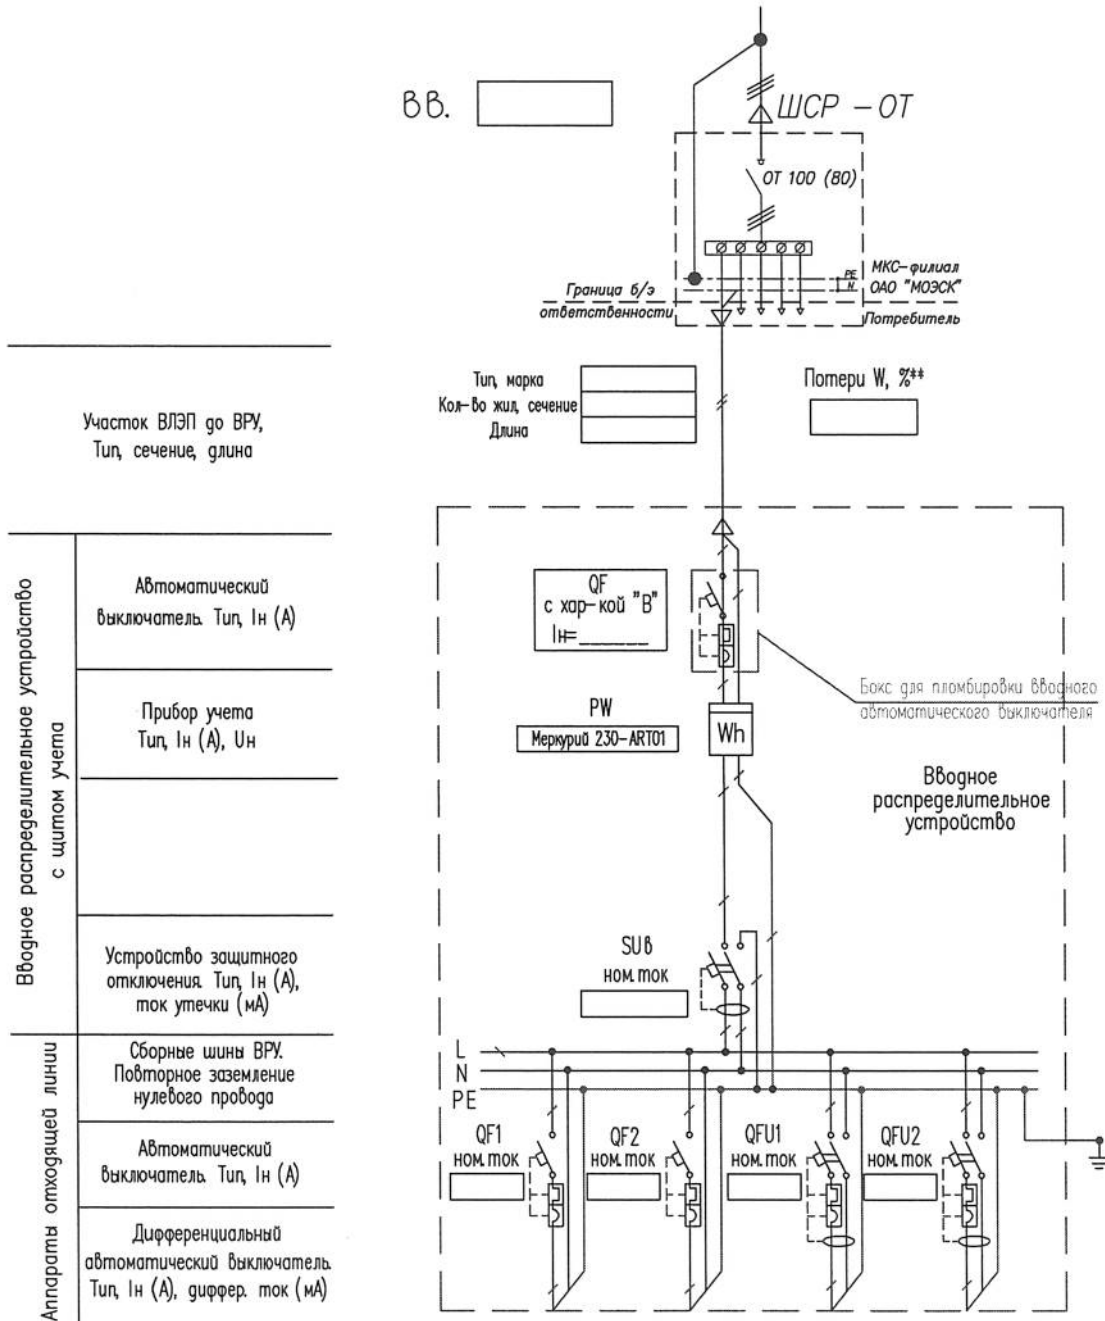 ВВ.
ШСР - ОТ
ОТ 100 (80)
PE
N
МКС-филиал
ОАО "МОЭСК"
Граница б/э
ответственности
Потребитель
Тип, марка
Кол-во жил, сечение
Длина
Потери W, %**
Участок ВЛЭП до ВРУ,
Тип, сечение, длина
Вводное распределительное устройство
с щитом учета
Автоматический
выключатель. Тип, Iн (А)
QF
с хар-кой "В"
Iн=______
Бокс для пломбировки вводного
автоматического выключателя
Прибор учета
Тип, Iн (А), Uн
PW
Меркурий 230-ART01
Wh
Вводное
распределительное
устройство
Устройство защитного
отключения. Тип, Iн (А),
ток утечки (мА)
SUв
ном. ток
Аппараты отходящей линии
Сборные шины ВРУ.
Повторное заземление
нулевого провода
L
N
PE
Автоматический
выключатель. Тип, Iн (А)
QF1
ном. ток
QF2
ном. ток
QFU1
ном. ток
QFU2
ном. ток
Дифференциальный
автоматический выключатель.
Тип, Iн (А), диффер. ток (мА)